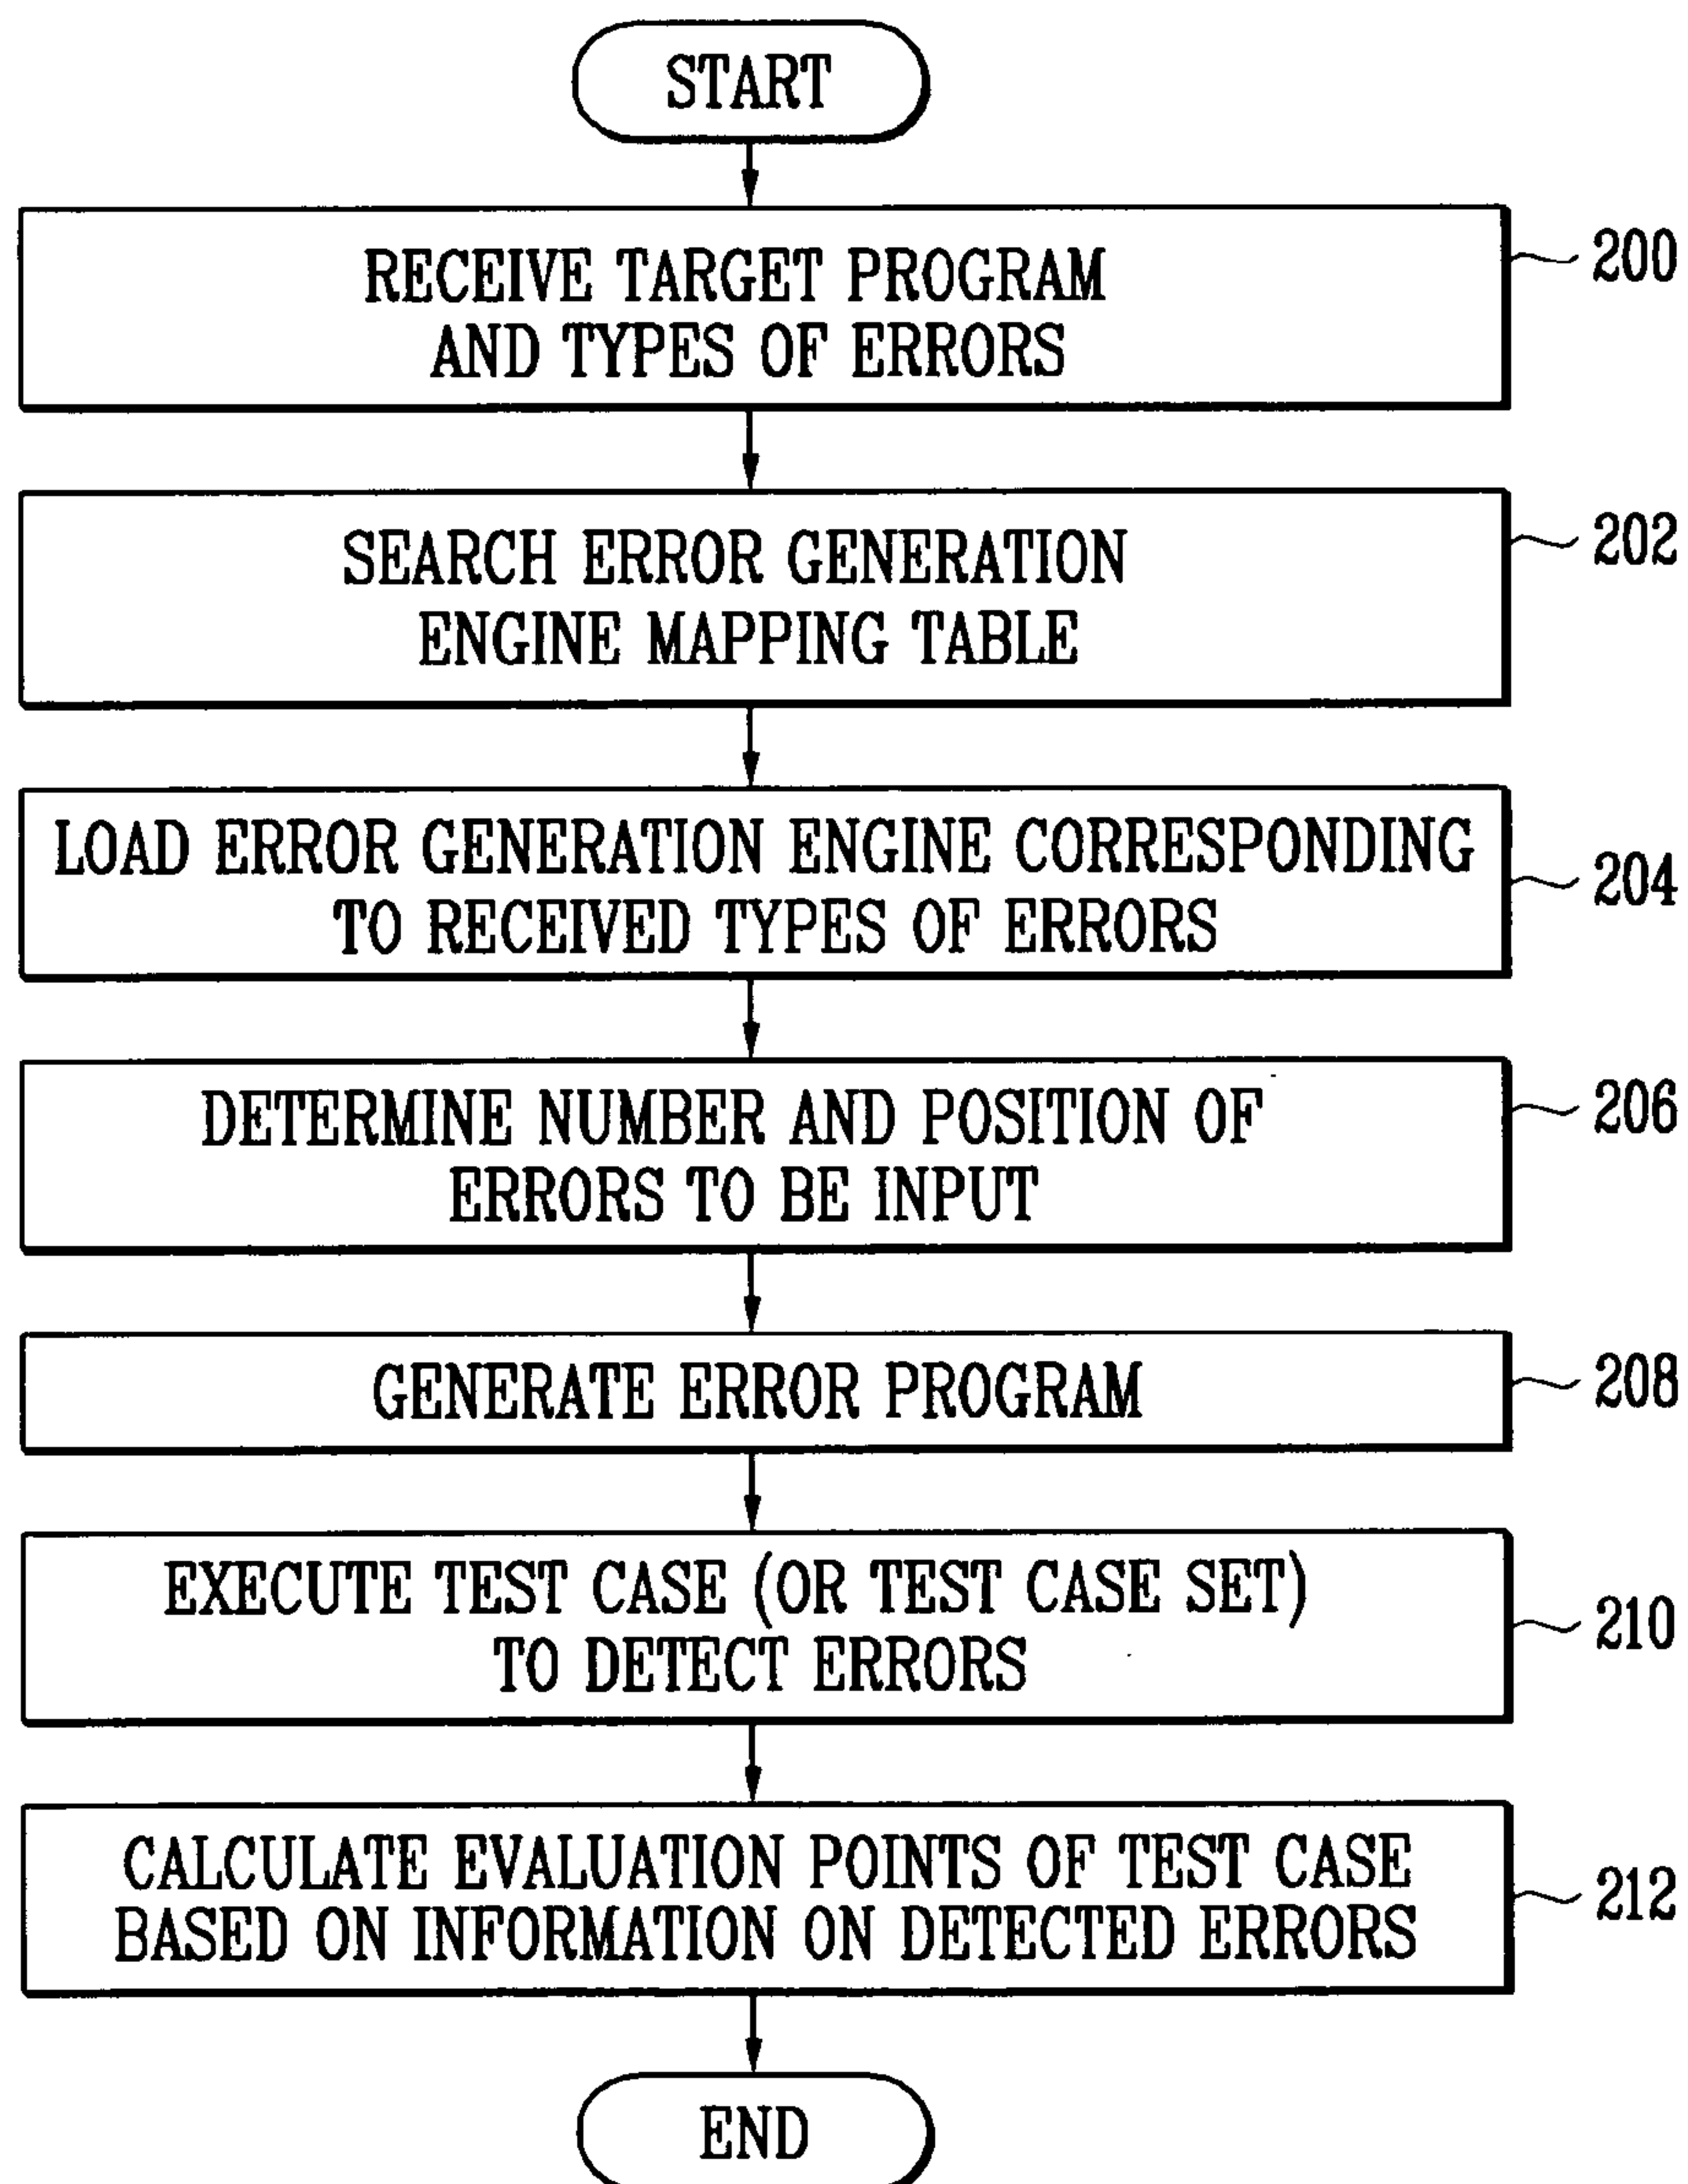 START
RECEIVE TARGET PROGRAM
AND TYPES OF ERRORS
200
SEARCH ERROR GENERATION
ENGINE MAPPING TABLE
202
LOAD ERROR GENERATION ENGINE CORRESPONDING
TO RECEIVED TYPES OF ERRORS
204
DETERMINE NUMBER AND POSITION OF
ERRORS TO BE INPUT
206
GENERATE ERROR PROGRAM
208
EXECUTE TEST CASE (OR TEST CASE SET)
TO DETECT ERRORS
210
CALCULATE EVALUATION POINTS OF TEST CASE
BASED ON INFORMATION ON DETECTED ERRORS
212
END